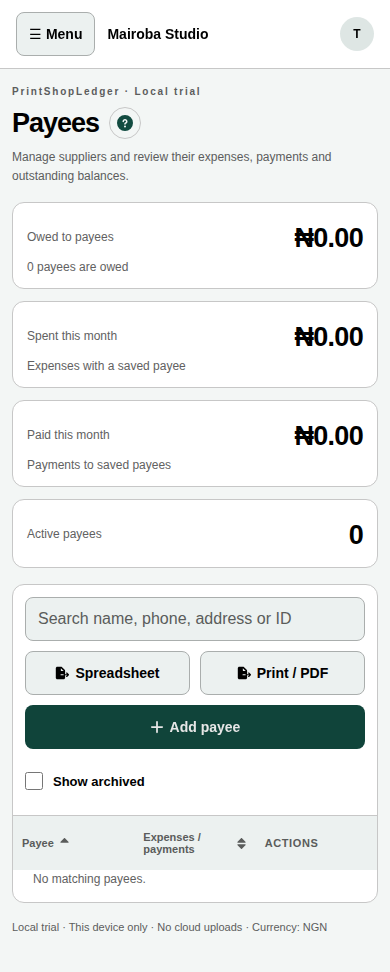 ☰ Menu
Mairoba Studio
T
PrintShopLedger · Local trial
Payees
?
Manage suppliers and review their expenses, payments and
outstanding balances.
Owed to payees
₦0.00
0 payees are owed
Spent this month
₦0.00
Expenses with a saved payee
Paid this month
₦0.00
Payments to saved payees
Active payees
0
Search name, phone, address or ID
Spreadsheet
Print / PDF
+ Add payee
Show archived
Payee
Expenses /
payments
ACTIONS
No matching payees.
Local trial · This device only · No cloud uploads · Currency: NGN